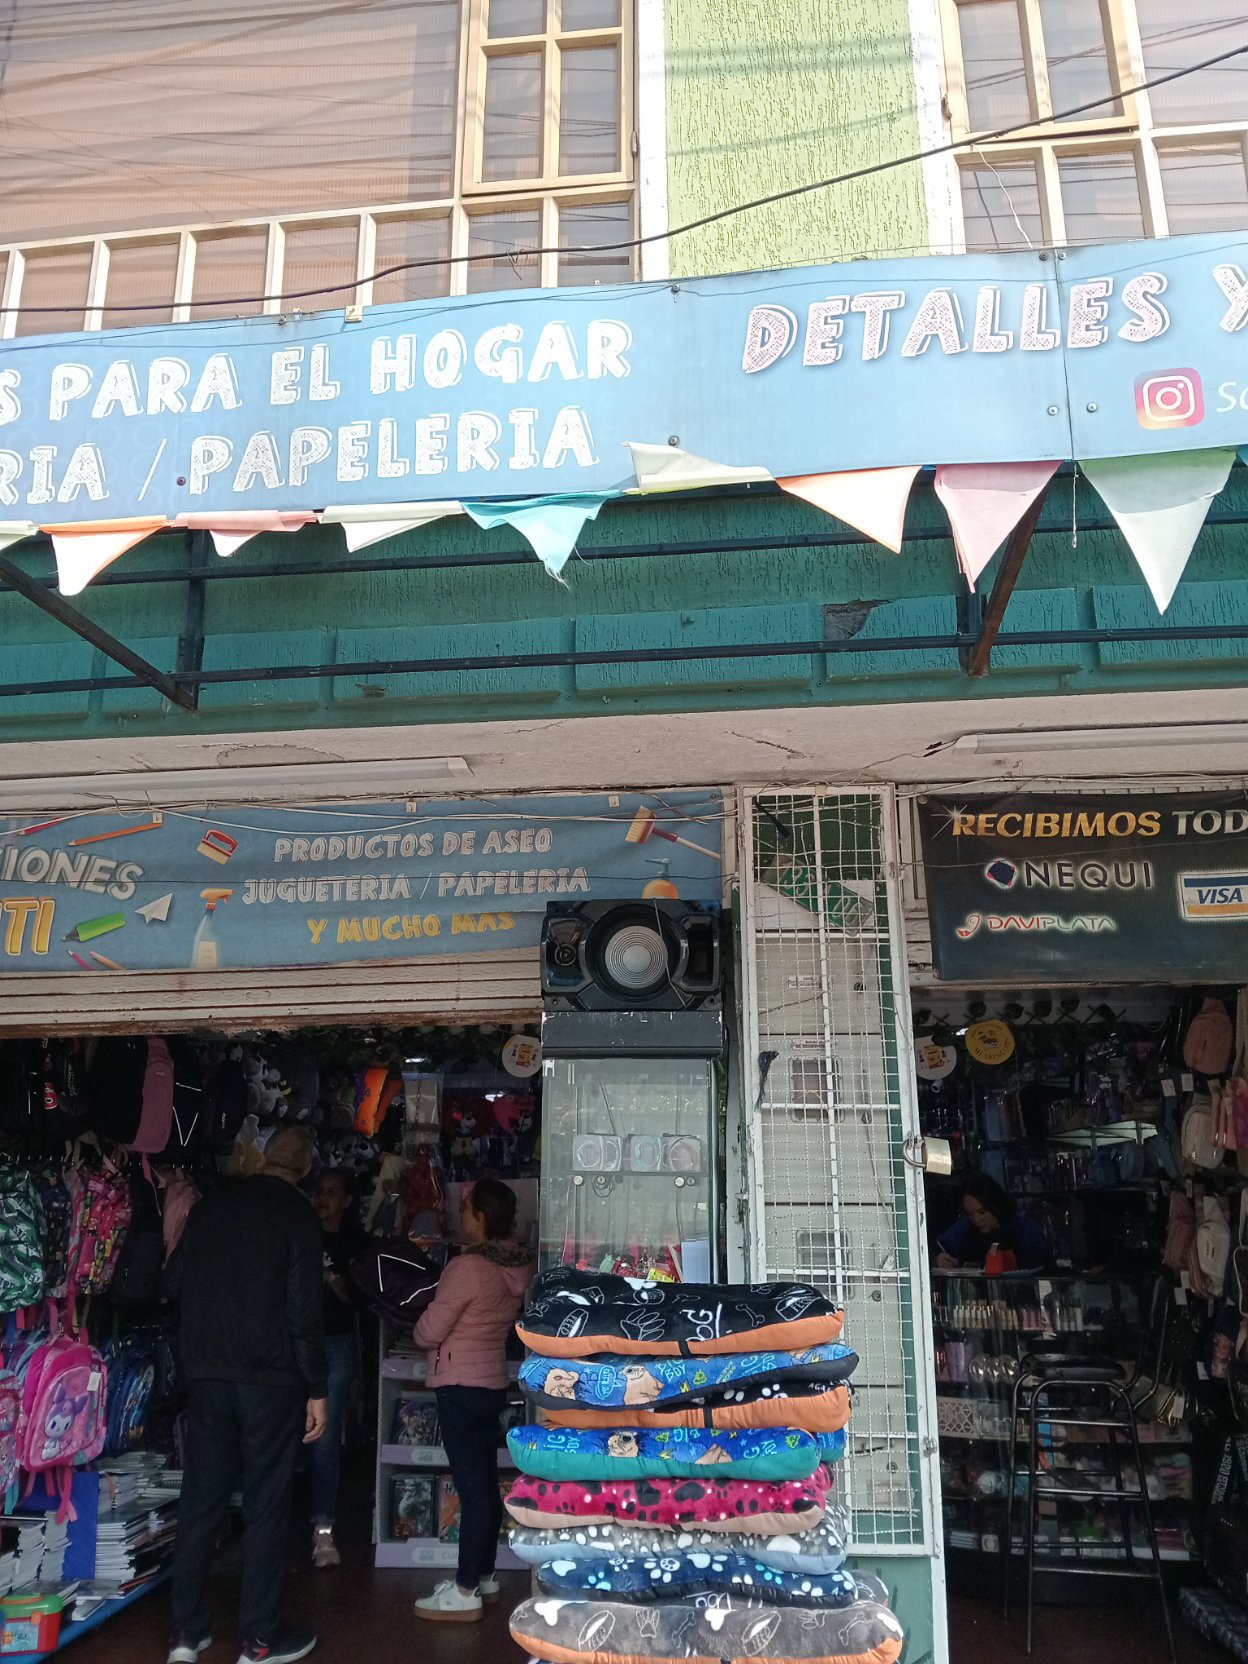 S PARA EL HOGAR
RIA / PAPELERIA
DETALLES Y
So
IONES
TI
PRODUCTOS DE ASEO
JUGUETERIA / PAPELERIA
Y MUCHO MAS
RECIBIMOS TOD
NEQUI
VISA
DAVIPLATA